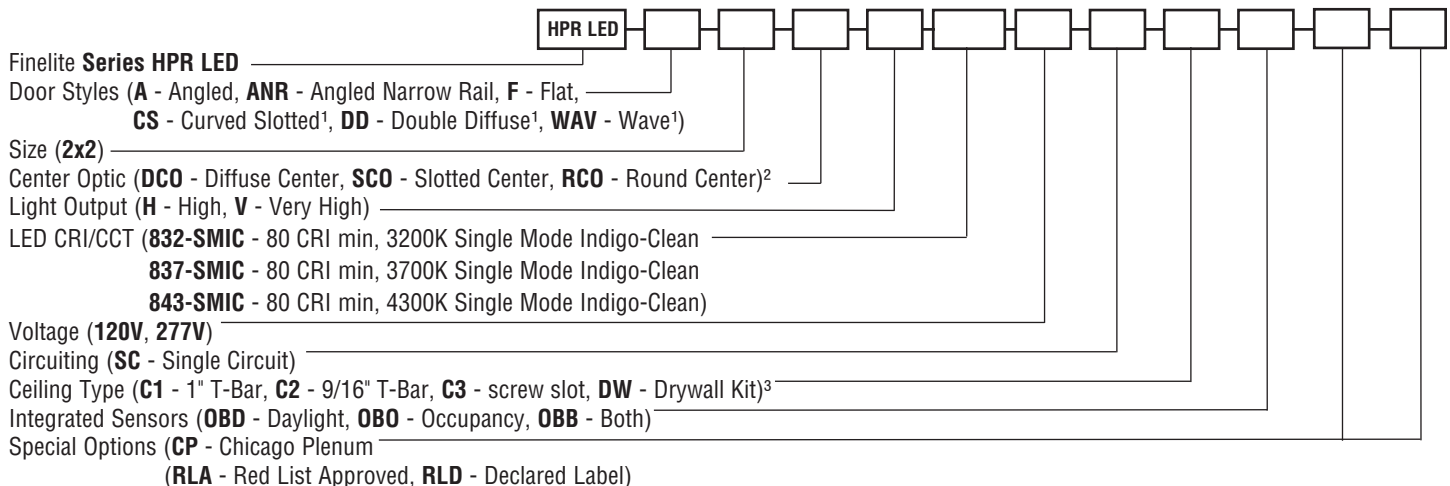 HPR LED
Finelite Series HPR LED
Door Styles (A - Angled, ANR - Angled Narrow Rail, F - Flat,
CS - Curved Slotted¹, DD - Double Diffuse¹, WAV - Wave¹)
Size (2x2)
Center Optic (DCO - Diffuse Center, SCO - Slotted Center, RCO - Round Center)²
Light Output (H - High, V - Very High)
LED CRI/CCT (832-SMIC - 80 CRI min, 3200K Single Mode Indigo-Clean
837-SMIC - 80 CRI min, 3700K Single Mode Indigo-Clean
843-SMIC - 80 CRI min, 4300K Single Mode Indigo-Clean)
Voltage (120V, 277V)
Circuiting (SC - Single Circuit)
Ceiling Type (C1 - 1" T-Bar, C2 - 9/16" T-Bar, C3 - screw slot, DW - Drywall Kit)³
Integrated Sensors (OBD - Daylight, OBO - Occupancy, OBB - Both)
Special Options (CP - Chicago Plenum
(RLA - Red List Approved, RLD - Declared Label)